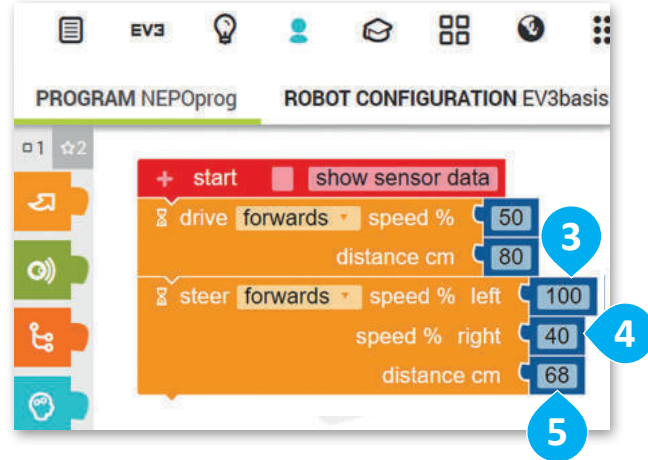 EV3
PROGRAM NEPOprog ROBOT CONFIGURATION EV3basis
1 2
+ start show sensor data
drive forwards speed % 50
distance cm 80
3
steer forwards speed % left 100
speed % right 40
4
distance cm 68
5